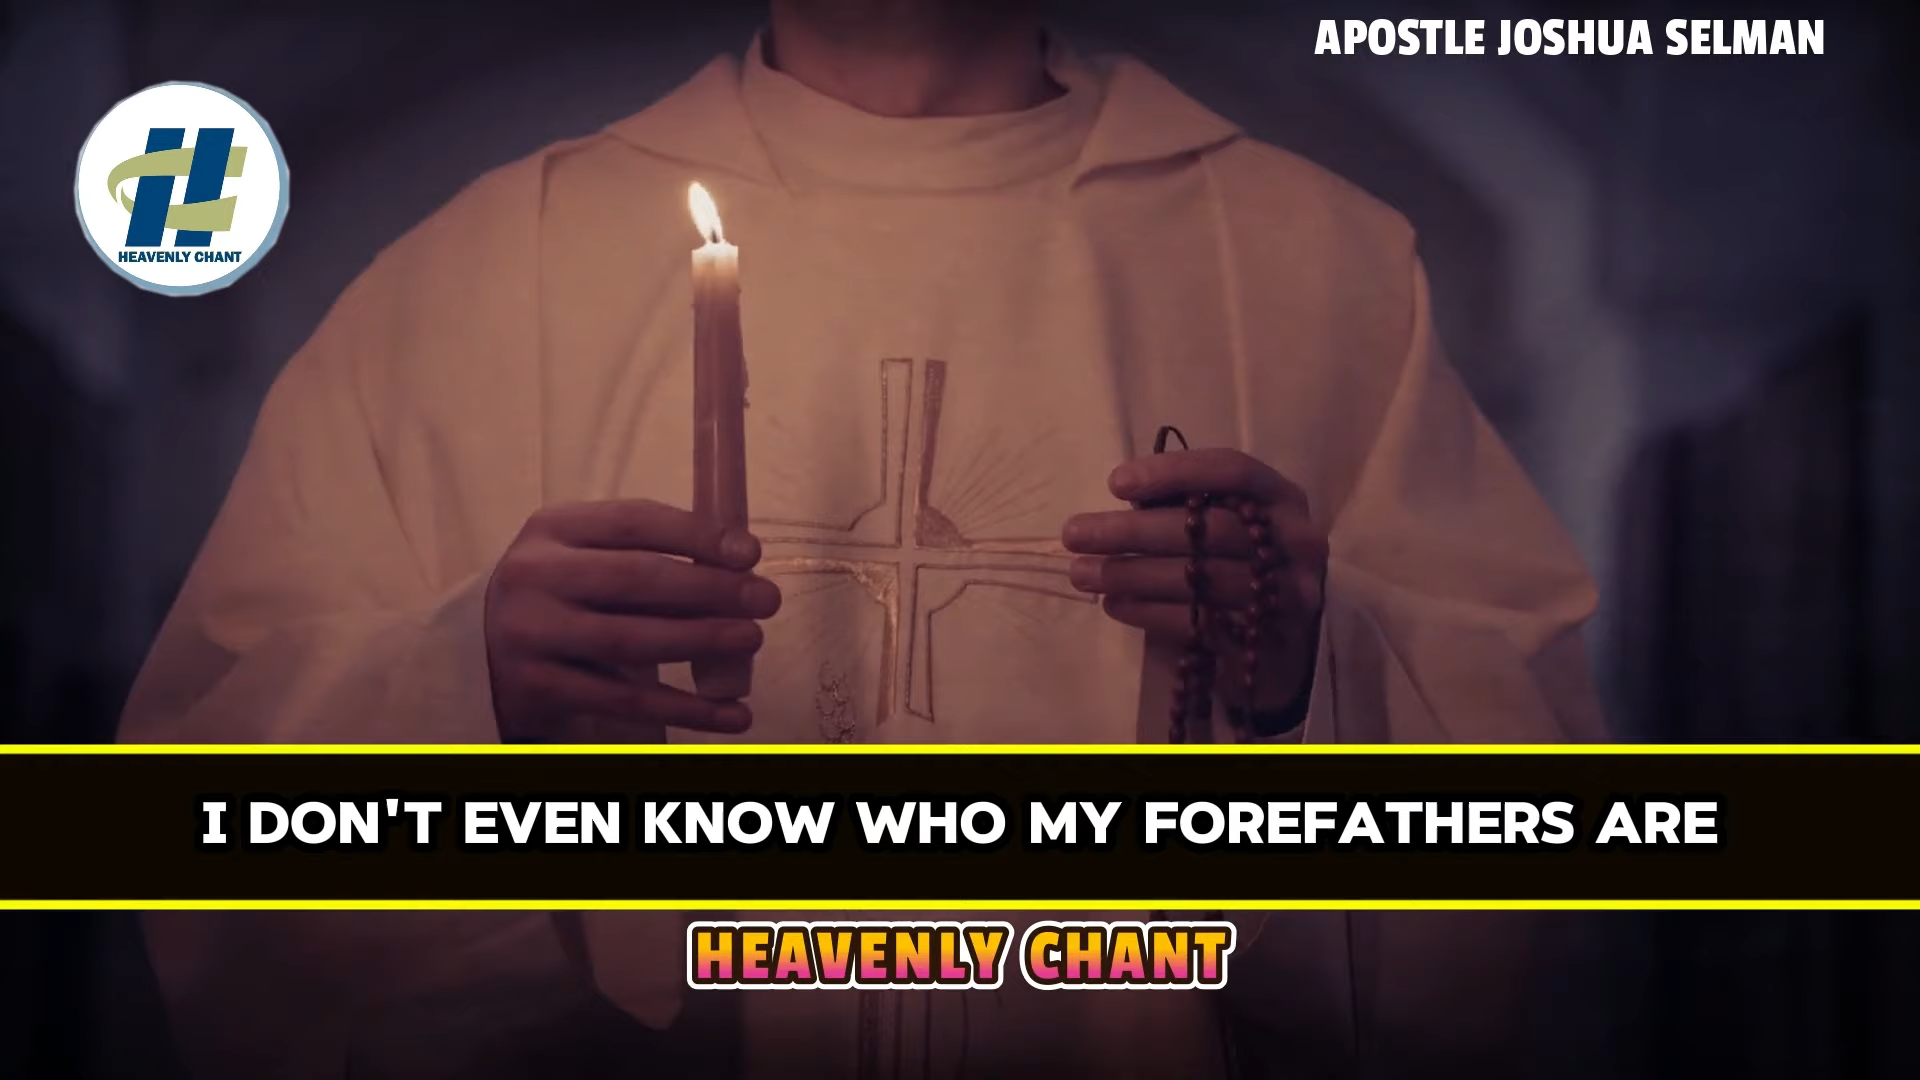 APOSTLE JOSHUA SELMAN
HEAVENLY CHANT
I DON'T EVEN KNOW WHO MY FOREFATHERS ARE
HEAVENLY CHANT